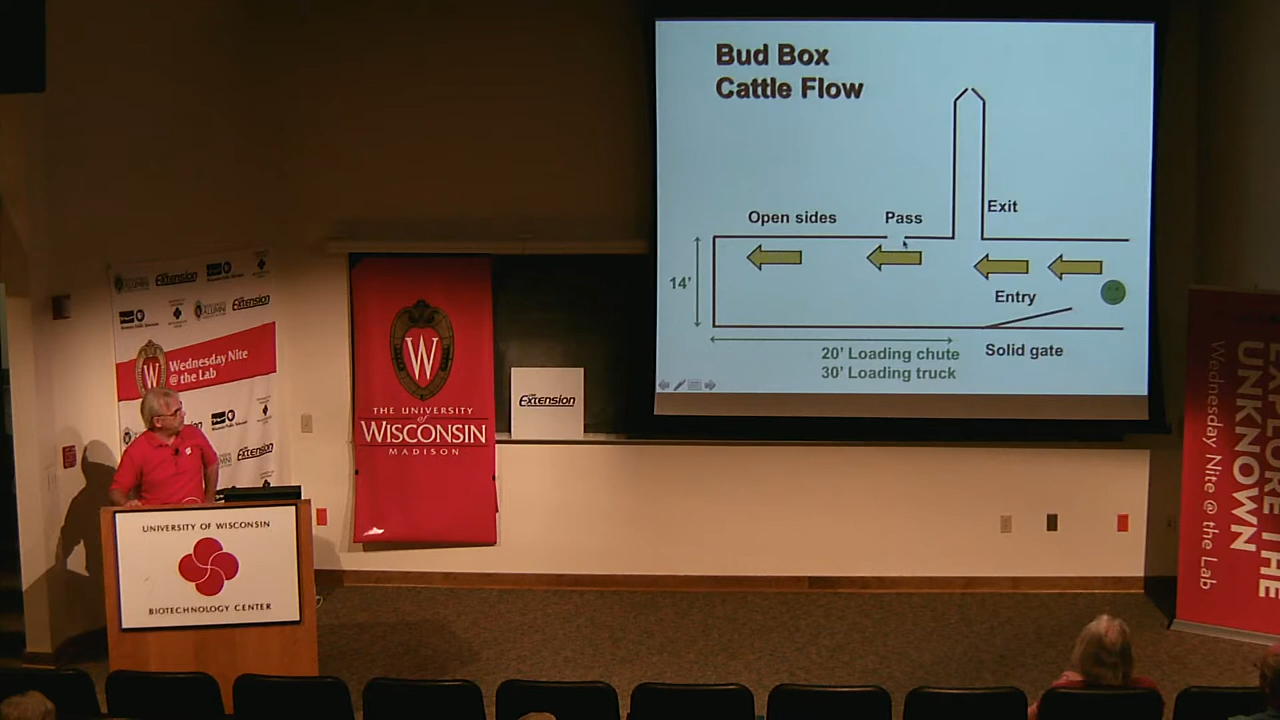 Bud Box
Cattle Flow
Exit
Open sides
Pass
14'
Entry
20' Loading chute
30' Loading truck
Solid gate
Extension
Extension
Wednesday Nite
@ the Lab
Extension
W
THE UNIVERSITY
of
WISCONSIN
MADISON
Extension
UNIVERSITY OF WISCONSIN
BIOTECHNOLOGY CENTER
EXPLORE THE
UNKNOWN
Wednesday Nite @ the Lab